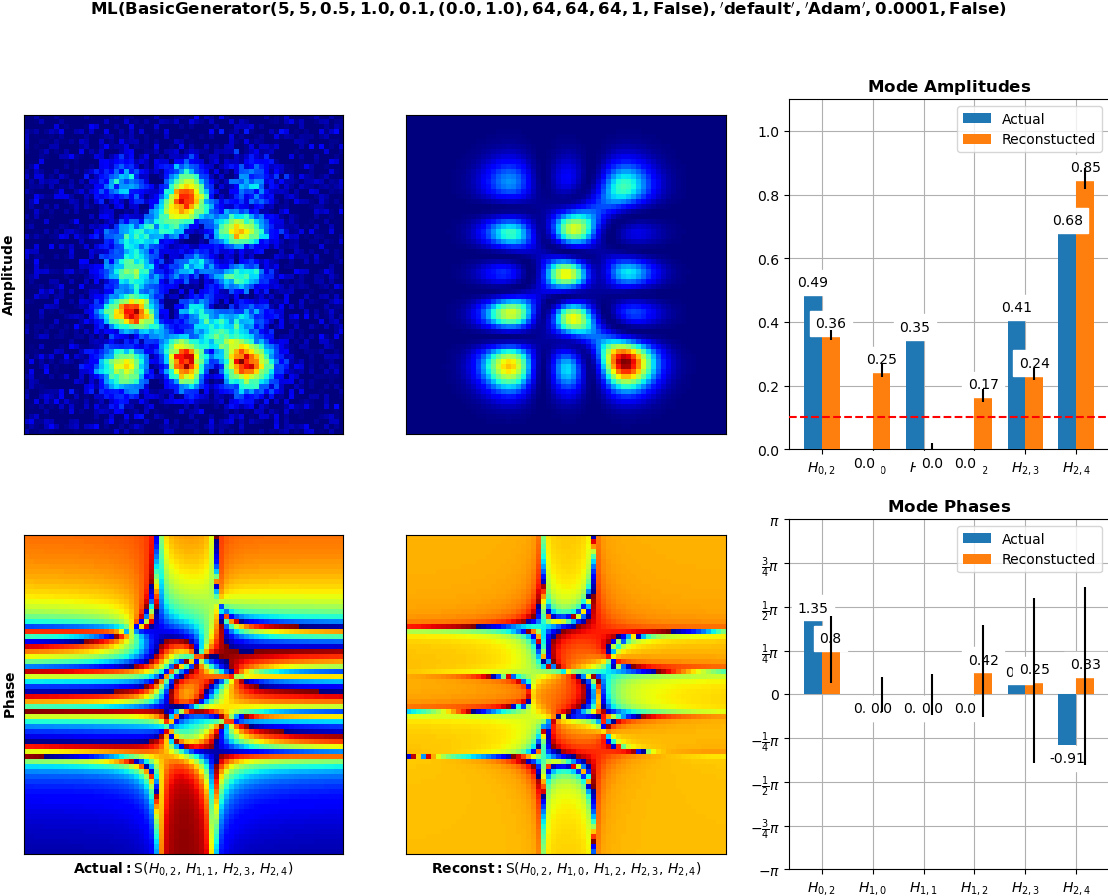 ML(BasicGenerator(5, 5, 0.5, 1.0, 0.1, (0.0, 1.0), 64, 64, 64, 1, False), 'default', 'Adam', 0.0001, False)
Amplitude
Mode Amplitudes
Actual
Reconstucted
1.0
0.8
0.6
0.4
0.2
0.0
0.49
0.36
0.25
0.35
0.17
0.41
0.24
0.68
0.85
0.0
0.0
0.0
H0,2
0
2
H2,3
H2,4
Phase
Actual: S(H0,2, H1,1, H2,3, H2,4)
Reconst: S(H0,2, H1,0, H1,2, H2,3, H2,4)
Mode Phases
Actual
Reconstucted
π
3/4π
1/2π
1/4π
0
−1/4π
−1/2π
−3/4π
−π
1.35
0.8
0.0
0.42
0.25
0.33
-0.91
H0,2
H1,0
H1,1
H1,2
H2,3
H2,4